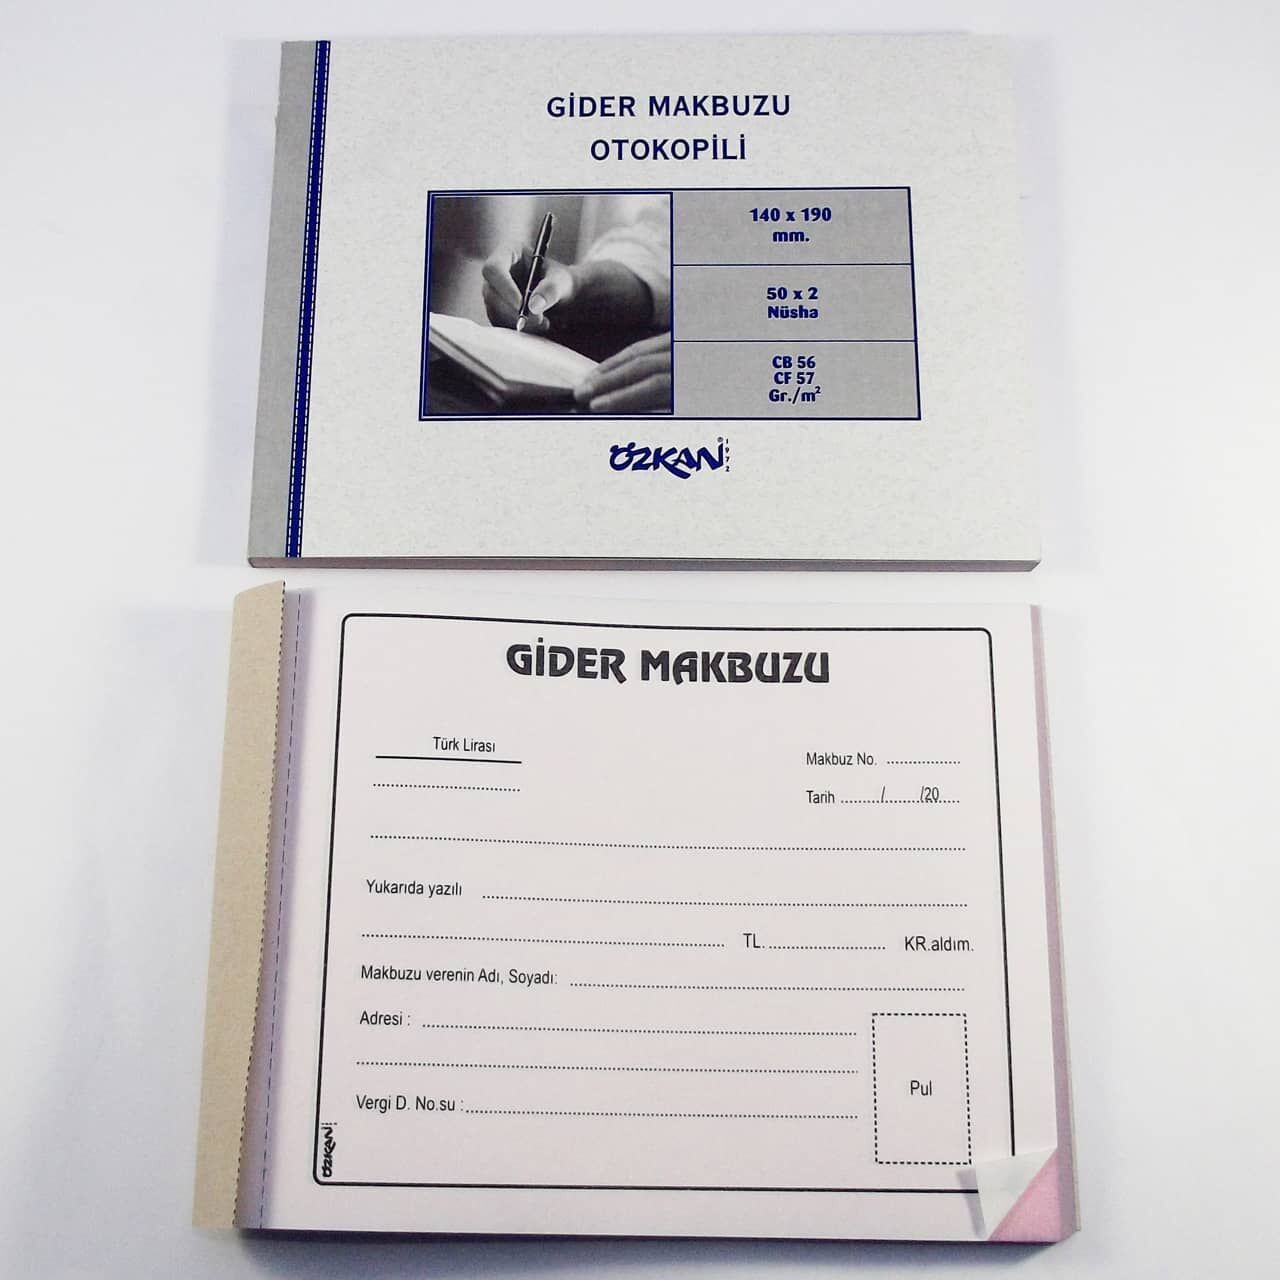 GİDER MAKBUZU
OTOKOPİLİ
140 x 190
mm.
50 x 2
Nüsha
CB 56
CF 57
Gr./m²
ÖZKAN® 1972
GİDER MAKBUZU
Türk Lirası
Makbuz No. ....................
Tarih ........../......../20.....
Yukarıda yazılı
TL. ............................ KR.aldım.
Makbuzu verenin Adı, Soyadı:
Adresi :
Vergi D. No.su :
Pul
ÖZKAN